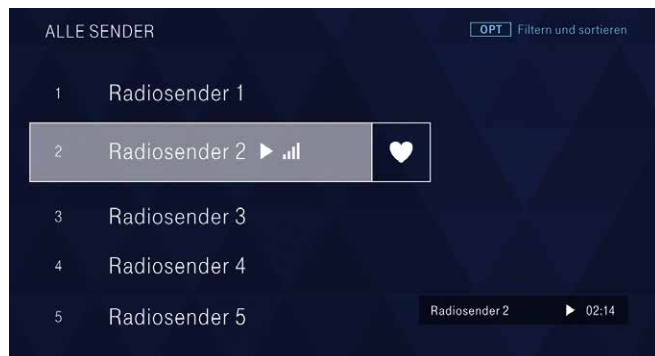 ALLE SENDER
OPT Filtern und sortieren
1 Radiosender 1
2 Radiosender 2
3 Radiosender 3
4 Radiosender 4
5 Radiosender 5
Radiosender 2 02:14